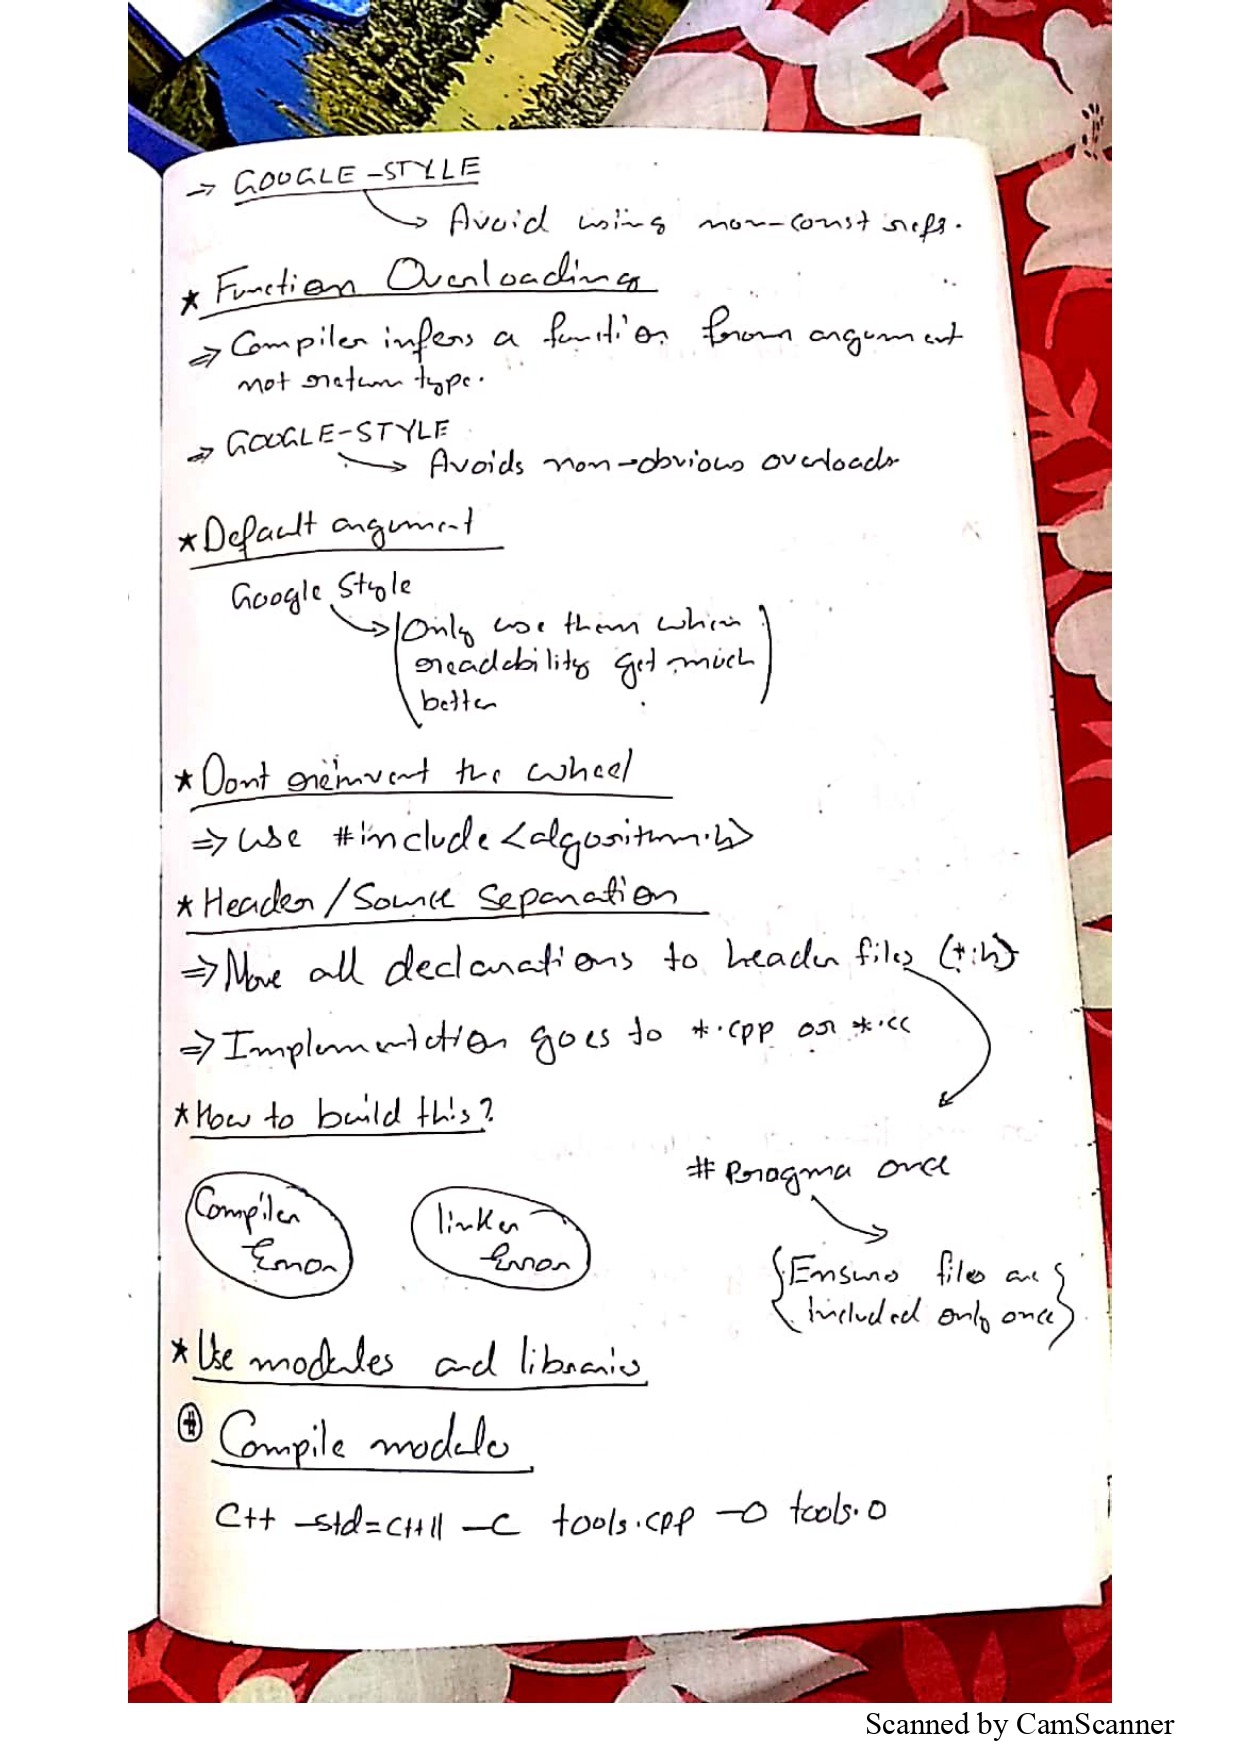 → GOOGLE-STYLE
→ Avoid using non-const refs.
* Function Overloading
⇒ Compiler infers a function from argument
not return type.
⇒ GOOGLE-STYLE
→ Avoids non-obvious overloads
* Default argument
Google Style
→ (Only use them when
readability get much
better)
* Dont reinvent the wheel
⇒ Use #include <algorithm.h>
* Header/Source Separation
⇒ Move all declarations to header files (*.h)
⇒ Implementation goes to *.cpp or *.cc
* How to build this?
# Pragma once
Compiler
Error
linker
Error
{Ensures files are
included only once}
* Use modules and libraries
Compile modules
C++ -std=C++11 -C tools.cpp -O tools.O
Scanned by CamScanner